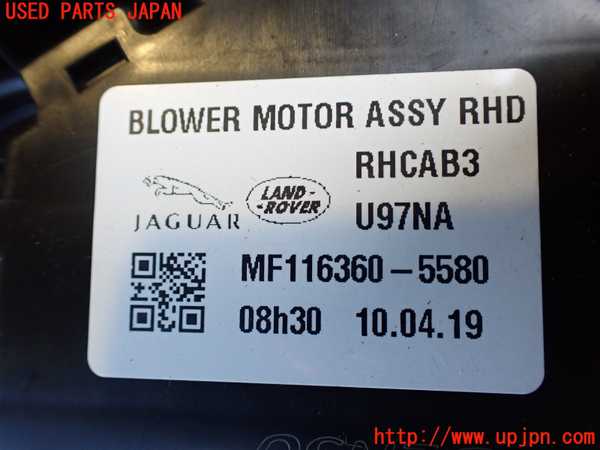 USED PARTS JAPAN
BLOWER MOTOR ASSY RHD
RHCAB3
JAGUAR
LAND-
-ROVER
U97NA
MF116360-5580
08h30 10.04.19
http://www.upjpn.com/